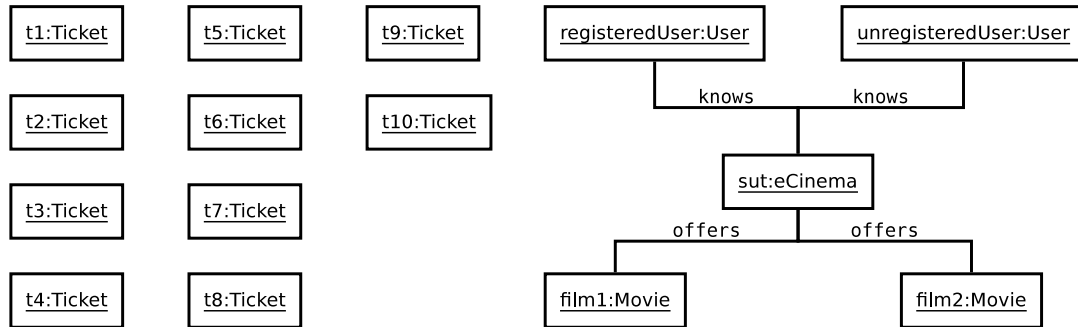 t1:Ticket
t5:Ticket
t9:Ticket
registeredUser:User
unregisteredUser:User
knows
knows
t2:Ticket
t6:Ticket
t10:Ticket
sut:eCinema
t3:Ticket
t7:Ticket
offers
offers
t4:Ticket
t8:Ticket
film1:Movie
film2:Movie